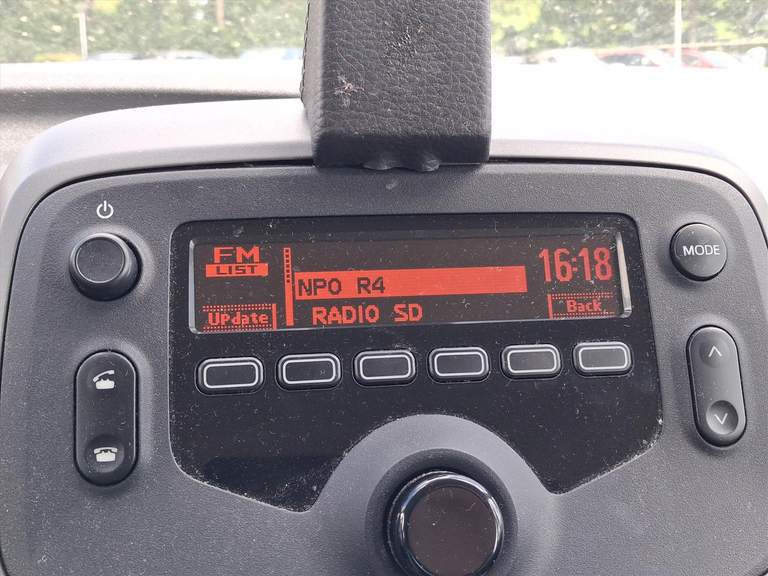 FM
LIST
16:18
MODE
NPO R4
RADIO SD
Update
Back